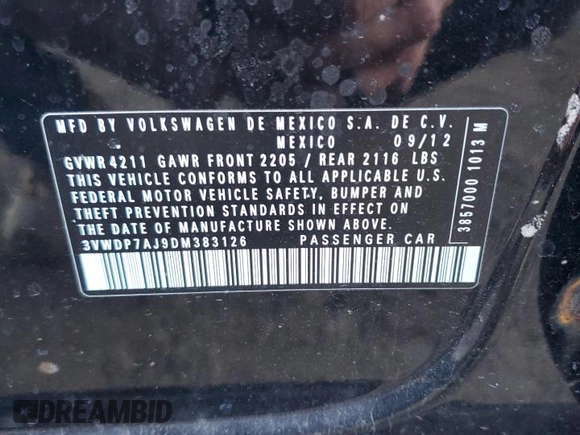 MFD BY VOLKSWAGEN DE MEXICO S.A. DE C.V.
MEXICO 09/12
GVWR4211 GAWR FRONT 2205 / REAR 2116 LBS
THIS VEHICLE CONFORMS TO ALL APPLICABLE U.S.
FEDERAL MOTOR VEHICLE SAFETY, BUMPER AND
THEFT PREVENTION STANDARDS IN EFFECT ON
THE DATE OF MANUFACTURE SHOWN ABOVE.
3VWDP7AJ9DM383126 PASSENGER CAR
3857000 1013 M
DREAMBID